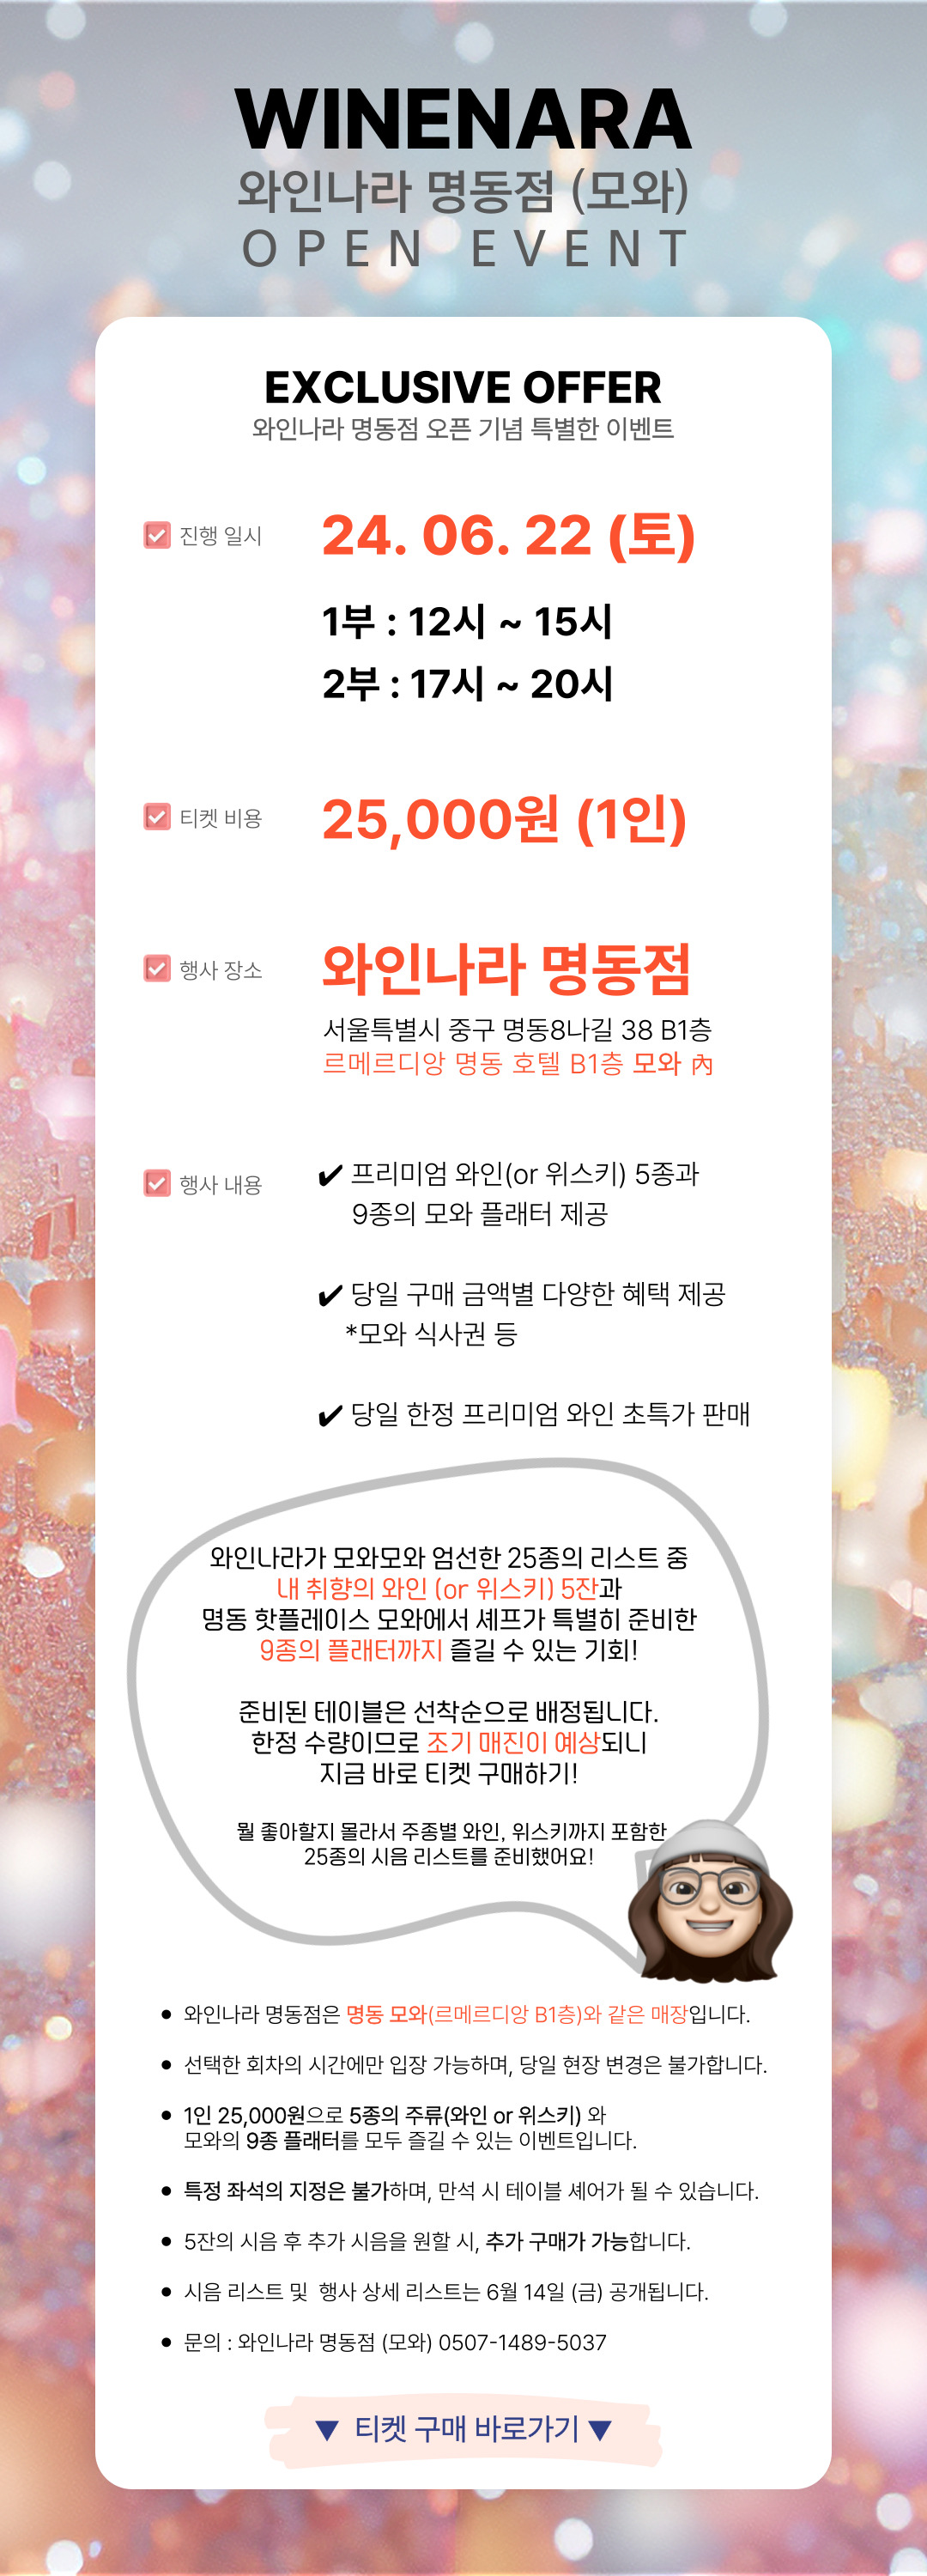 WINENARA
와인나라 명동점 (모와)
OPEN EVENT
EXCLUSIVE OFFER
와인나라 명동점 오픈 기념 특별한 이벤트
진행 일시
24. 06. 22 (토)
1부 : 12시 ~ 15시
2부 : 17시 ~ 20시
티켓 비용
25,000원 (1인)
행사 장소
와인나라 명동점
서울특별시 중구 명동8나길 38 B1층
르메르디앙 명동 호텔 B1층 모와 內
행사 내용
✔ 프리미엄 와인(or 위스키) 5종과
9종의 모와 플래터 제공
✔ 당일 구매 금액별 다양한 혜택 제공
*모와 식사권 등
✔ 당일 한정 프리미엄 와인 초특가 판매
와인나라가 모와모와 엄선한 25종의 리스트 중
내 취향의 와인 (or 위스키) 5잔과
명동 핫플레이스 모와에서 셰프가 특별히 준비한
9종의 플래터까지 즐길 수 있는 기회!
준비된 테이블은 선착순으로 배정됩니다.
한정 수량이므로 조기 매진이 예상되니
지금 바로 티켓 구매하기!
뭘 좋아할지 몰라서 주종별 와인, 위스키까지 포함한
25종의 시음 리스트를 준비했어요!
• 와인나라 명동점은 명동 모와(르메르디앙 B1층)와 같은 매장입니다.
• 선택한 회차의 시간에만 입장 가능하며, 당일 현장 변경은 불가합니다.
• 1인 25,000원으로 5종의 주류(와인 or 위스키) 와
모와의 9종 플래터를 모두 즐길 수 있는 이벤트입니다.
• 특정 좌석의 지정은 불가하며, 만석 시 테이블 셰어가 될 수 있습니다.
• 5잔의 시음 후 추가 시음을 원할 시, 추가 구매가 가능합니다.
• 시음 리스트 및 행사 상세 리스트는 6월 14일 (금) 공개됩니다.
• 문의 : 와인나라 명동점 (모와) 0507-1489-5037
▼ 티켓 구매 바로가기 ▼